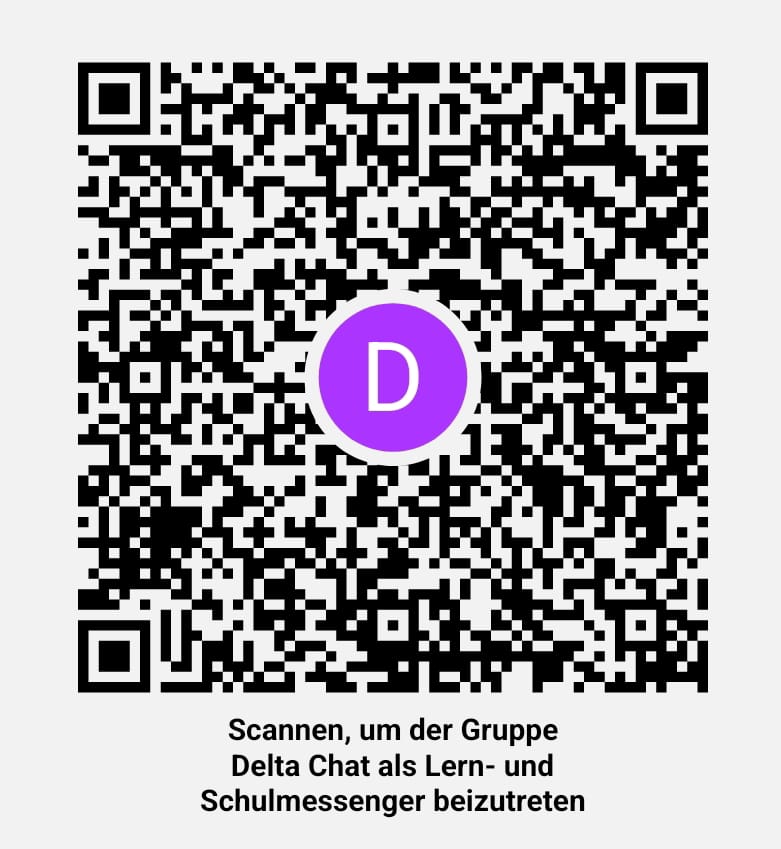 D
Scannen, um der Gruppe
Delta Chat als Lern- und
Schulmessenger beizutreten